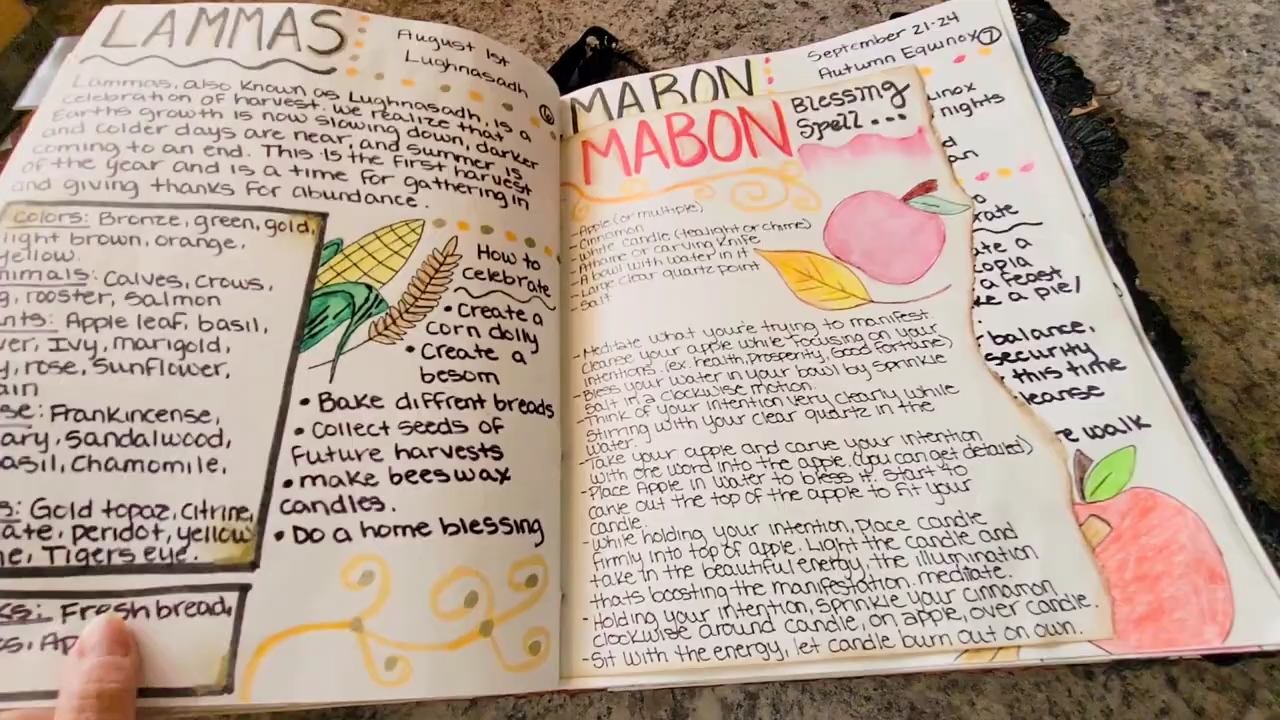 LAMMAS
August 1st
Lughnasadh
6
Lammas, also known as Lughnasadh, is a
celebration of harvest. we realize that
Earths growth is now slowing down, darker
and colder days are near, and summer is
coming to an end. This is the first harvest
of the year and is a time for gathering in
and giving thanks for abundance.
Colors: Bronze, green, gold,
light brown, orange,
yellow.
Calves, crows,
rooster, salmon
Apple leaf, basil,
Ivy, marigold,
rose, sunflower,
Frankincense,
sandalwood,
Chamomile,
Gold topaz, citrine,
peridot, yellow
Tigers eye.
Fresh bread,
How to
celebrate
• Create a
corn dolly
• Create a
besom
• Bake diffrent breads
• Collect seeds of
future harvests
• make beeswax
candles.
• Do a home blessing
MABON
September 21-24
Autumn Equinox
7
MABON
Blessing
Spell...
- Apple (or multiple)
- Cinnamon
- White candle (tealight or chime)
- Athame or carving knife
- A bowl with water in it
- Large clear quartz point
- Salt
- Meditate what you're trying to manifest
Cleanse your apple while focusing on your
intentions. (ex. health, prosperity, Good fortune)
- Bless your water in your bowl by sprinkle
salt in a clockwise motion.
- Think of your intention very clearly while
stirring with your clear quartz in the
water.
- Take your apple and carve your intention
with one word into the apple. (you can get detailed)
- Place Apple in water to bless it. Start to
carve out the top of the apple to fit your
candle.
- While holding your intention, Place candle
firmly into top of apple. Light the candle and
take in the beautiful energy, the illumination
thats boosting the manifestation. meditate.
- Holding your intention, sprinkle your cinnamon
clockwise around candle, on apple, over candle.
- Sit with the energy, let candle burn out on own.
nights
a feast
balance,
security
this time
walk